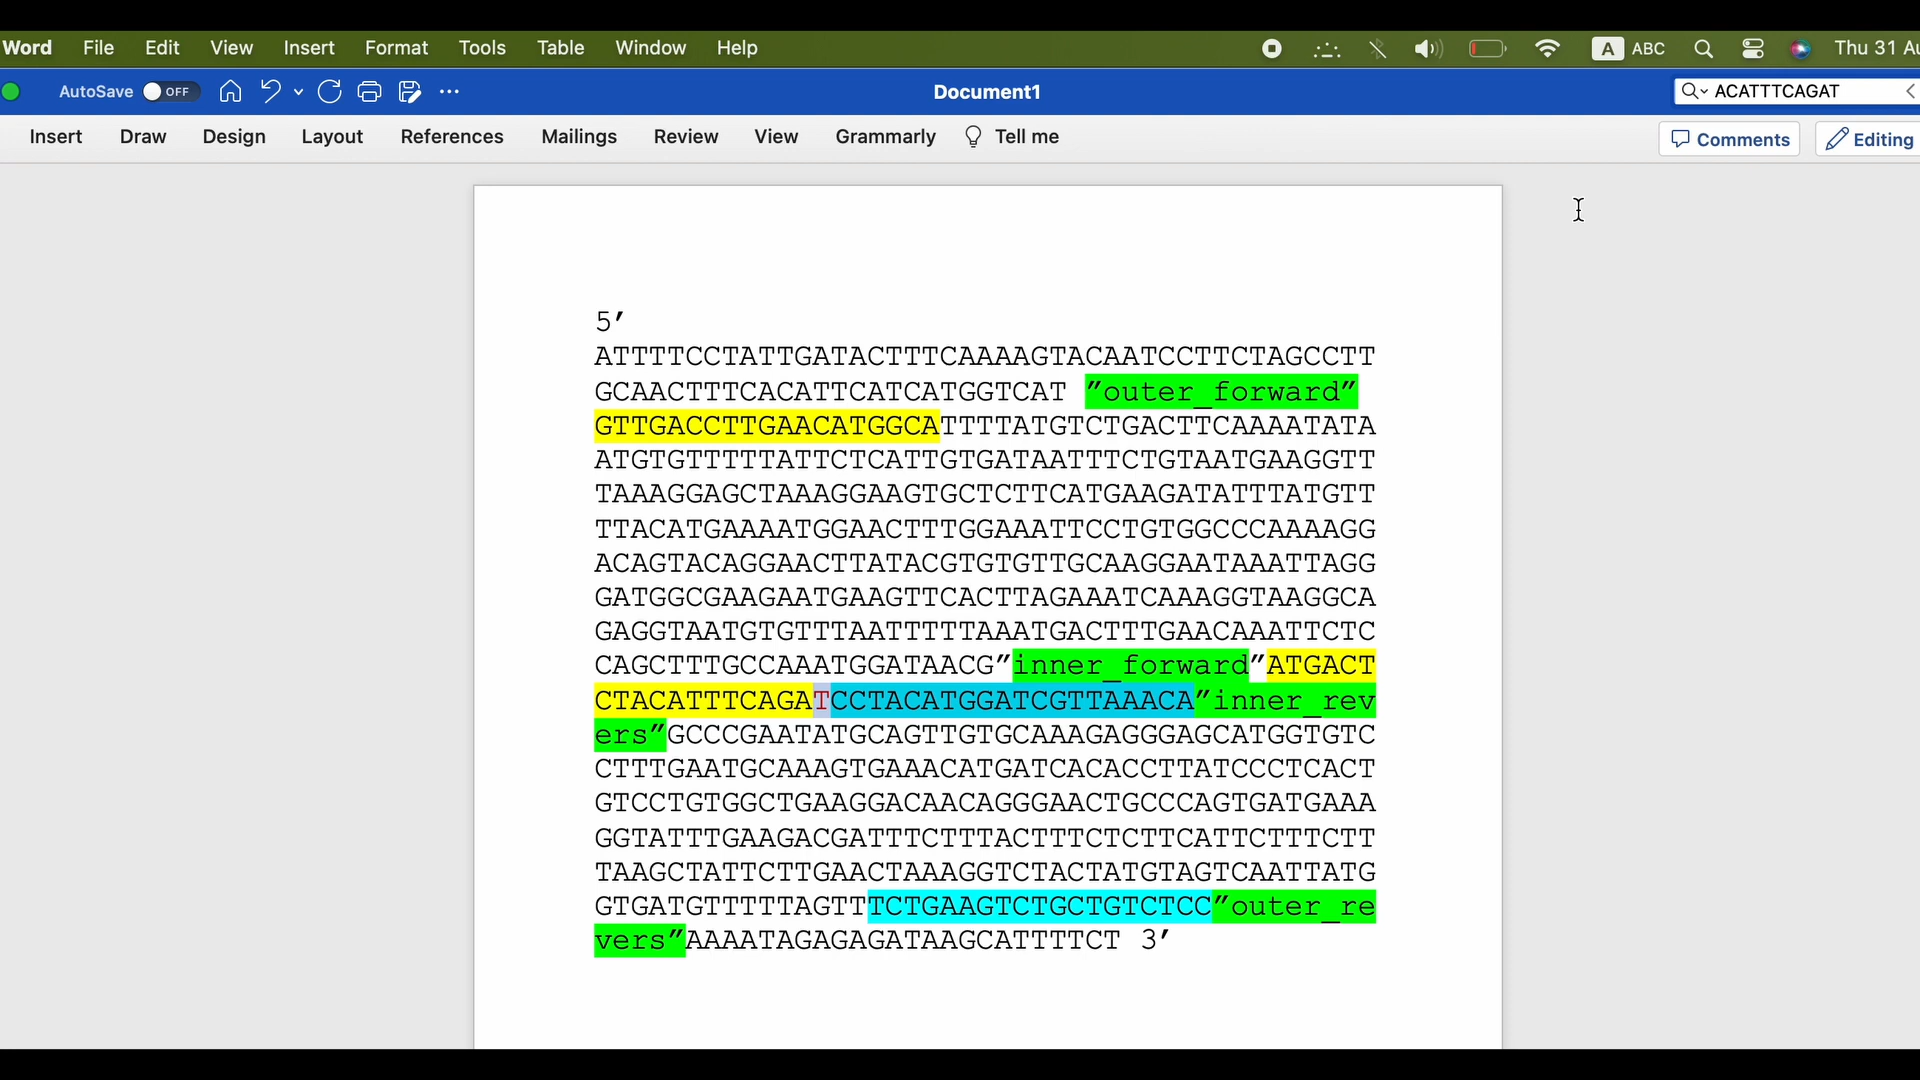 Word File Edit View Insert Format Tools Table Window Help A ABC Thu 31 Au
AutoSave OFF Document1 ACATTTCAGAT
Insert Draw Design Layout References Mailings Review View Grammarly Tell me Comments Editing
5’
ATTTTCCTATTGATACTTTCAAAAGTACAATCCTTCTAGCCTT
GCAACTTTCACATTCATCATGGTCAT ”outer_forward”
GTTGACCTTGAACATGGCATTTTATGTCTGACTTCAAAATATA
ATGTGTTTTTATTCTCATTGTGATAATTTCTGTAATGAAGGTT
TAAAGGAGCTAAAGGAAGTGCTCTTCATGAAGATATTTATGTT
TTACATGAAAATGGAACTTTGGAAATTCCTGTGGCCCAAAAGG
ACAGTACAGGAACTTATACGTGTGTTGCAAGGAATAAATTAGG
GATGGCGAAGAATGAAGTTCACTTAGAAATCAAAGGTAAGGCA
GAGGTAATGTGTTTAATTTTTAAATGACTTTGAACAAATTCTC
CAGCTTTGCCAAATGGATAACG”inner_forward”ATGACT
CTACATTTCAGATCCTACATGGATCGTTAAACA”inner_rev
ers”GCCCGAATATGCAGTTGTGCAAAGAGGGAGCATGGTGTC
CTTTGAATGCAAAGTGAAACATGATCACACCTTATCCCTCACT
GTCCTGTGGCTGAAGGACAACAGGGAACTGCCCAGTGATGAAA
GGTATTTGAAGACGATTTCTTTACTTTCTCTTCATTCTTTCTT
TAAGCTATTCTTGAACTAAAGGTCTACTATGTAGTCAATTATG
GTGATGTTTTTAGTTTCTGAAGTCTGCTGTCTCC”outer_re
vers”AAAATAGAGAGATAAGCATTTTCT 3’